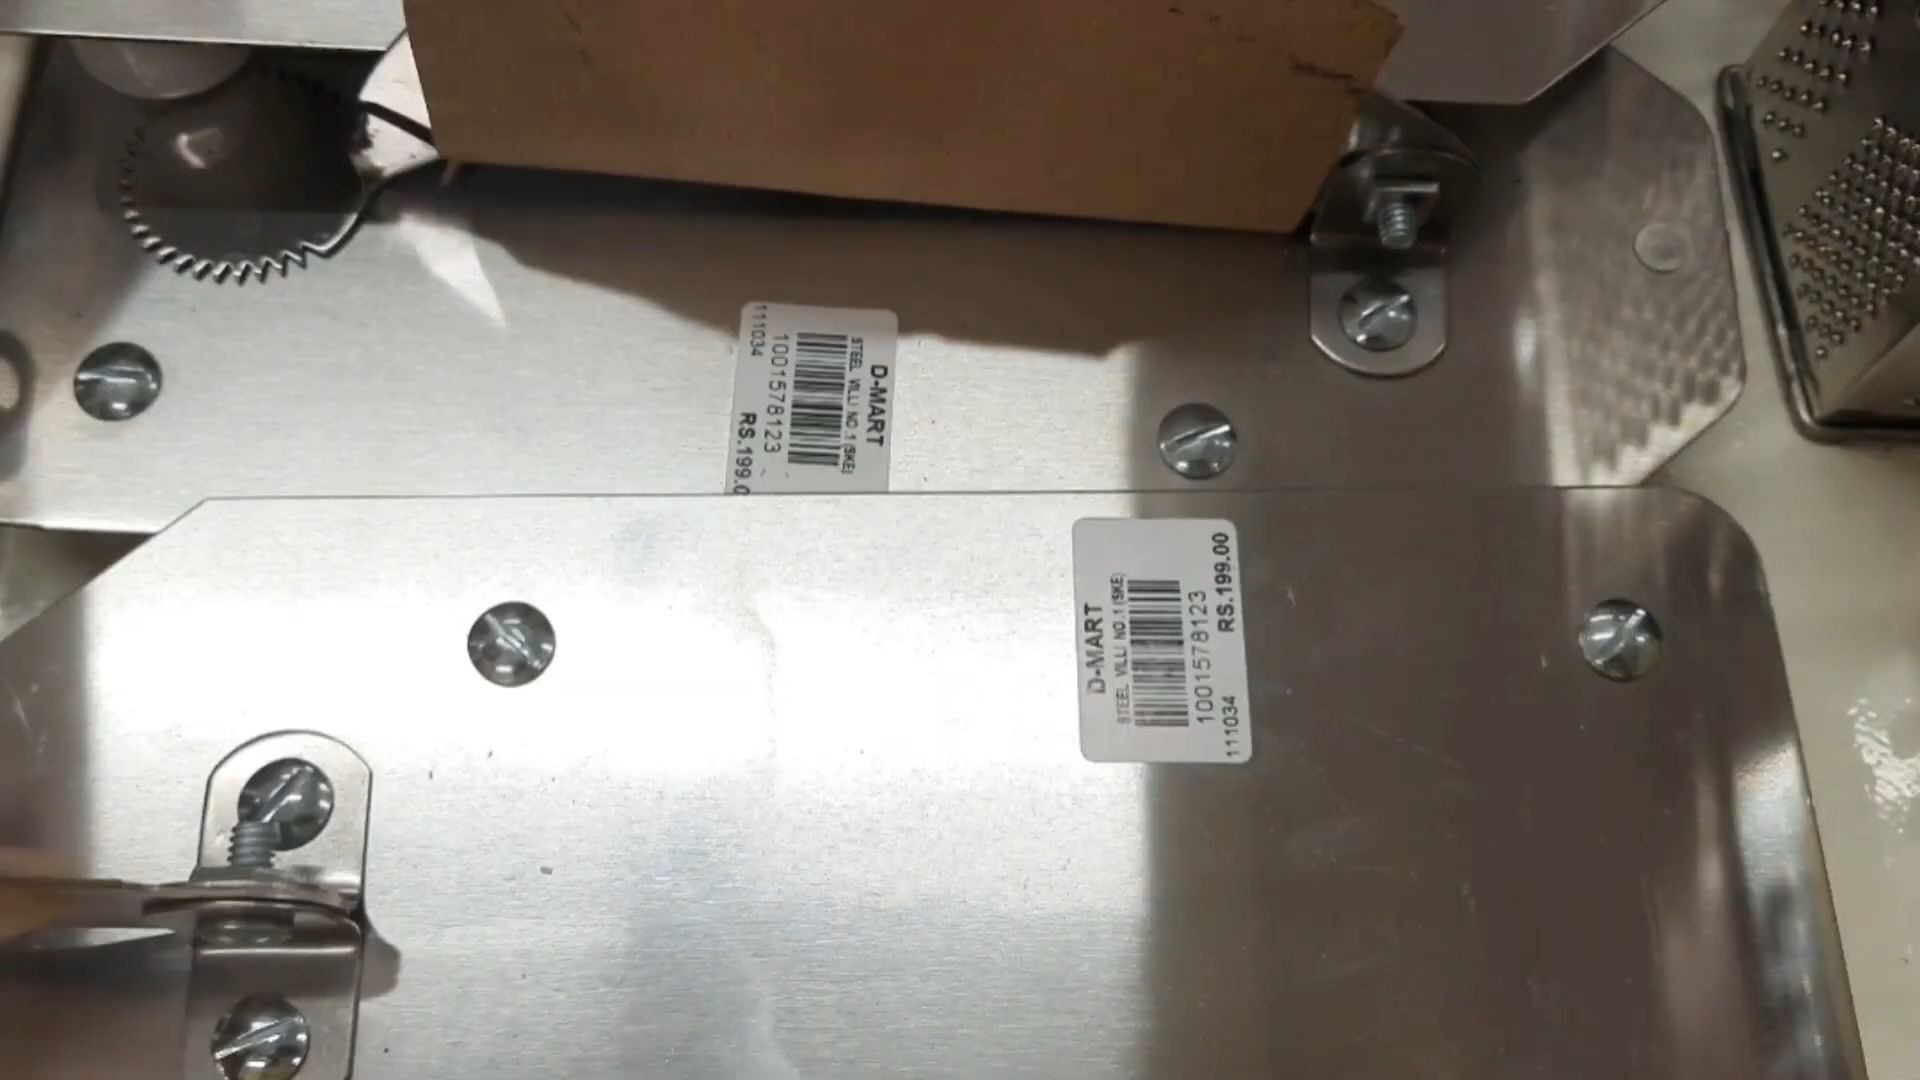 D-MART
STEEL VILLI NO.1 (SKE)
1001578123
111034 RS.199.0
D-MART
STEEL VILLI NO.1 (SKE)
1001578123
111034 RS.199.00